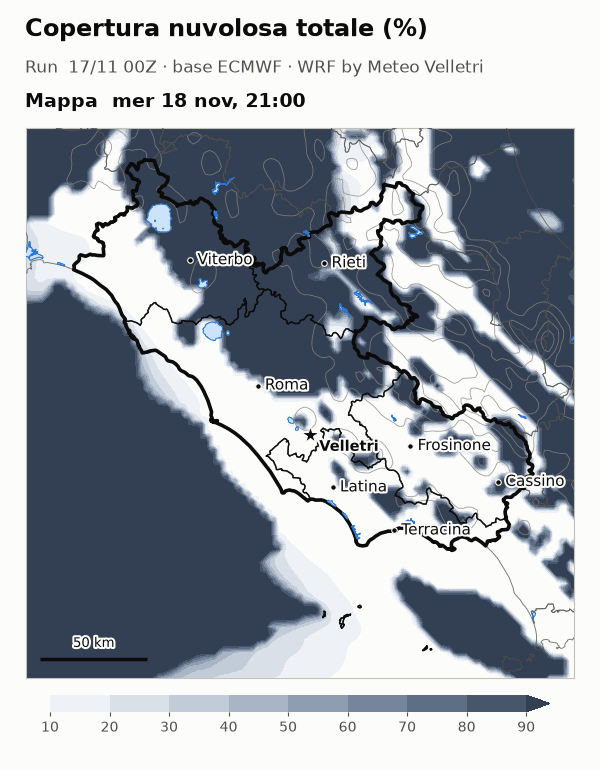 Copertura nuvolosa totale (%)
Run  17/11 00Z · base ECMWF · WRF by Meteo Velletri
Mappa  mer 18 nov, 21:00
Viterbo
Rieti
Roma
Velletri
Frosinone
Latina
Cassino
Terracina
50 km
10 20 30 40 50 60 70 80 90